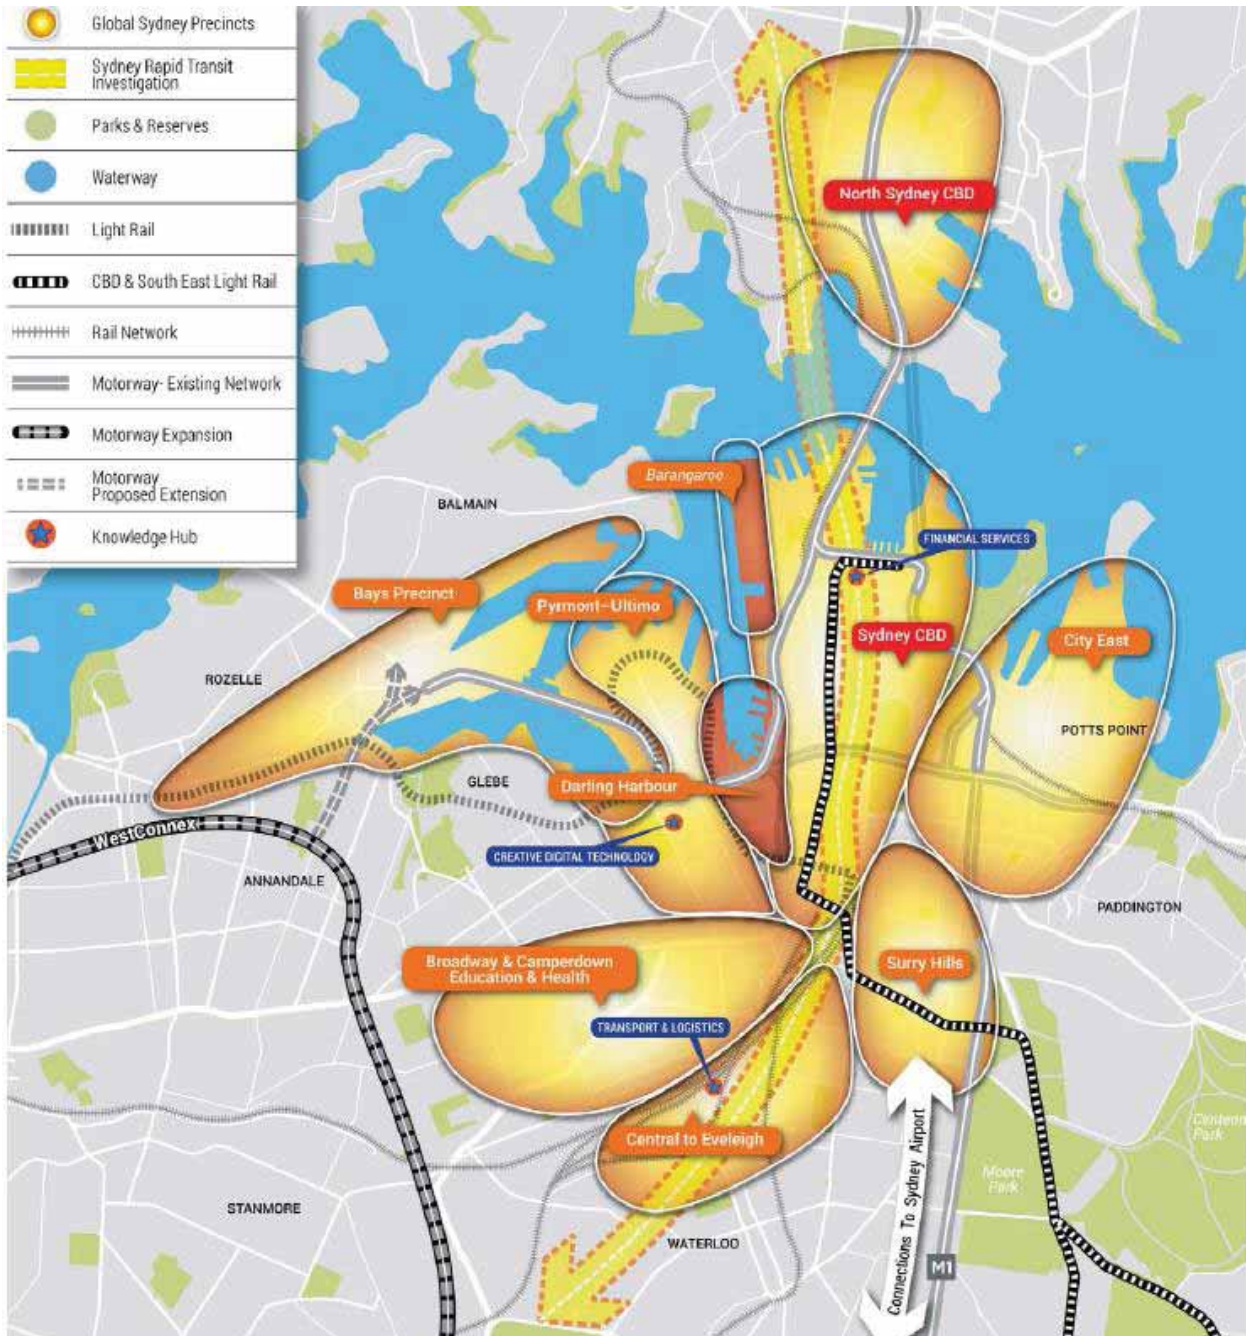 Global Sydney Precincts
Sydney Rapid Transit
Investigation
Parks & Reserves
Waterway
Light Rail
CBD & South East Light Rail
Rail Network
Motorway- Existing Network
Motorway Expansion
Motorway
Proposed Extension
Knowledge Hub
North Sydney CBD
Barangaroo
BALMAIN
FINANCIAL SERVICES
Bays Precinct
Pyrmont–Ultimo
Sydney CBD
City East
ROZELLE
POTTS POINT
GLEBE
Darling Harbour
WestConnex
CREATIVE DIGITAL TECHNOLOGY
ANNANDALE
PADDINGTON
Broadway & Camperdown
Education & Health
Surry Hills
TRANSPORT & LOGISTICS
Central to Eveleigh
Park
Moore
Park
STANMORE
WATERLOO
Connections To Sydney Airport
M1